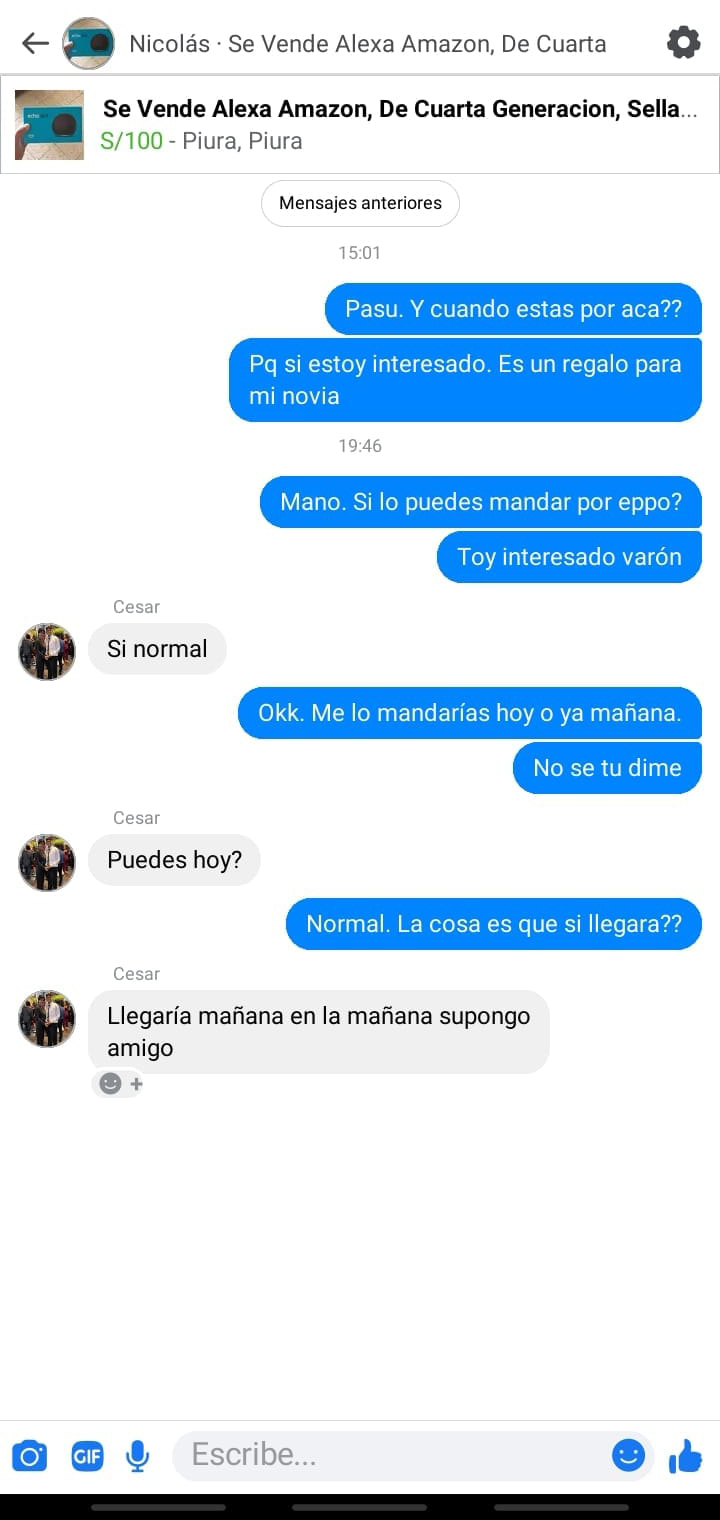 Nicolás · Se Vende Alexa Amazon, De Cuarta
Se Vende Alexa Amazon, De Cuarta Generacion, Sella...
S/100 - Piura, Piura
Mensajes anteriores
15:01
Pasu. Y cuando estas por aca??
Pq si estoy interesado. Es un regalo para
mi novia
19:46
Mano. Si lo puedes mandar por eppo?
Toy interesado varón
Cesar
Si normal
Okk. Me lo mandarías hoy o ya mañana.
No se tu dime
Cesar
Puedes hoy?
Normal. La cosa es que si llegara??
Cesar
Llegaría mañana en la mañana supongo
amigo
GIF
Escribe...